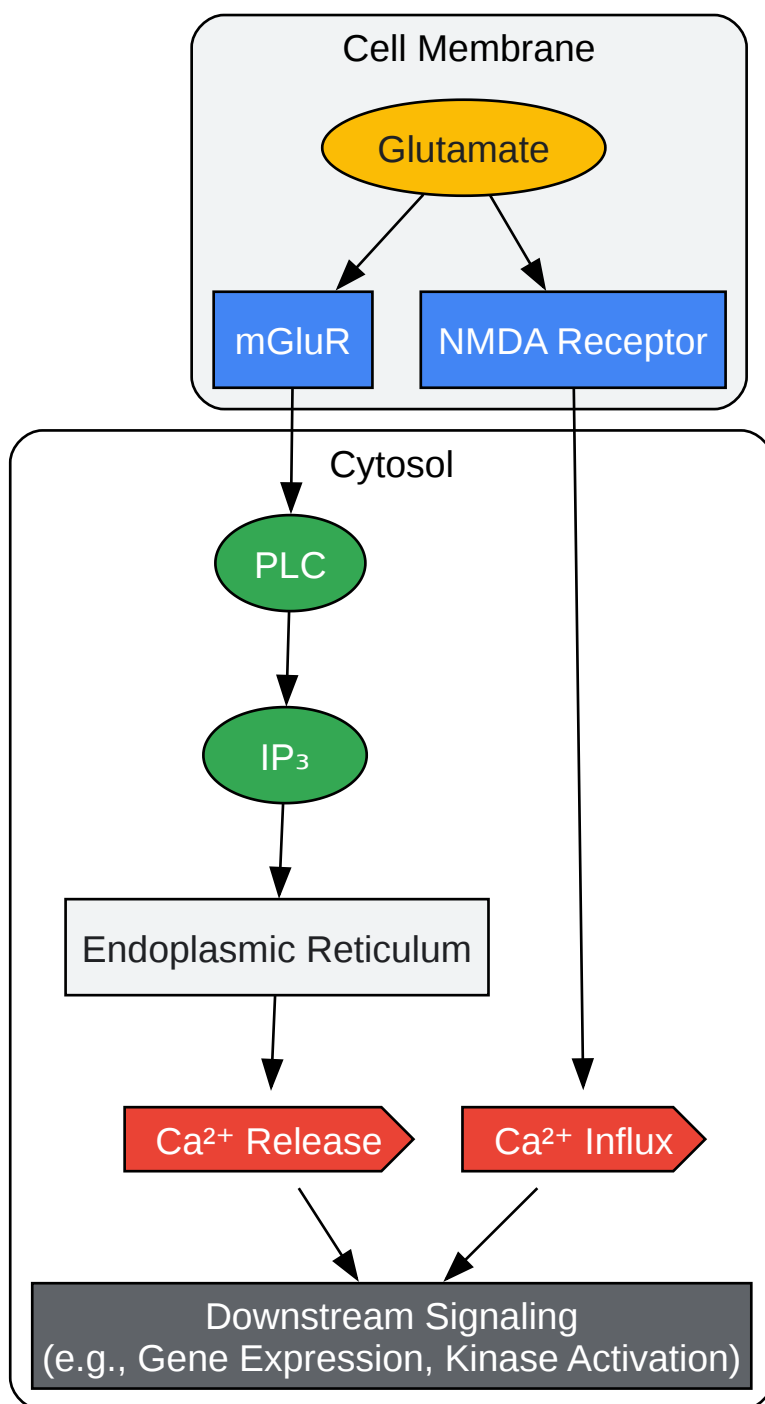 Cell Membrane
Glutamate
mGluR
NMDA Receptor
Cytosol
PLC
IP₃
Endoplasmic Reticulum
Ca²⁺ Release
Ca²⁺ Influx
Downstream Signaling
(e.g., Gene Expression, Kinase Activation)